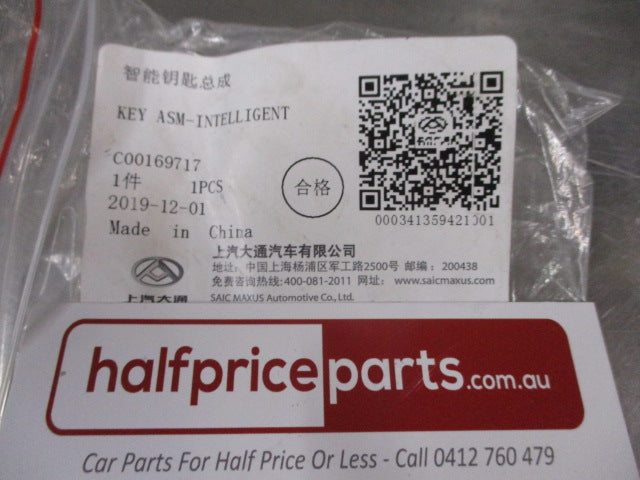 智能钥匙总成
KEY ASM-INTELLIGENT
C00169717
1件 1PCS
2019-12-01
Made in China
合格
000341359421001
上汽大通
上汽大通汽车有限公司
地址：中国上海杨浦区军工路2500号 邮编：200438
免费咨询热线：400-081-2011 网址：www.saicmaxus.com
SAIC MAXUS Automotive Co., Ltd.
halfpriceparts.com.au
Car Parts For Half Price Or Less - Call 0412 760 479